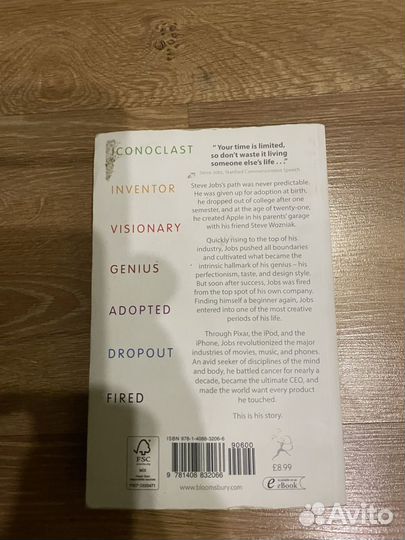 ICONOCLAST
INVENTOR
VISIONARY
GENIUS
ADOPTED
DROPOUT
FIRED
" Your time is limited,
so don't waste it living
someone else's life . . ."
Steve Jobs, Stanford Commencement Speech
Steve Jobs's path was never predictable.
He was given up for adoption at birth,
he dropped out of college after one
semester, and at the age of twenty-one,
he created Apple in his parents' garage
with his friend Steve Wozniak.
Quickly rising to the top of his
industry, Jobs pushed all boundaries
and cultivated what became the
intrinsic hallmark of his genius – his
perfectionism, taste, and design style.
But soon after success, Jobs was fired
from the top spot of his own company.
Finding himself a beginner again, Jobs
entered into one of the most creative
periods of his life.
Through Pixar, the iPod, and the
iPhone, Jobs revolutionized the major
industries of movies, music, and phones.
An avid seeker of disciplines of the mind
and body, he battled cancer for nearly a
decade, became the ultimate CEO, and
made the world want every product
he touched.
This is his story.
FSC
www.fsc.org
MIX
ISBN 978-1-4088-3206-6
90600
9 781408 832066
www.bloomsbury.com
£8.99
eBook
Avito